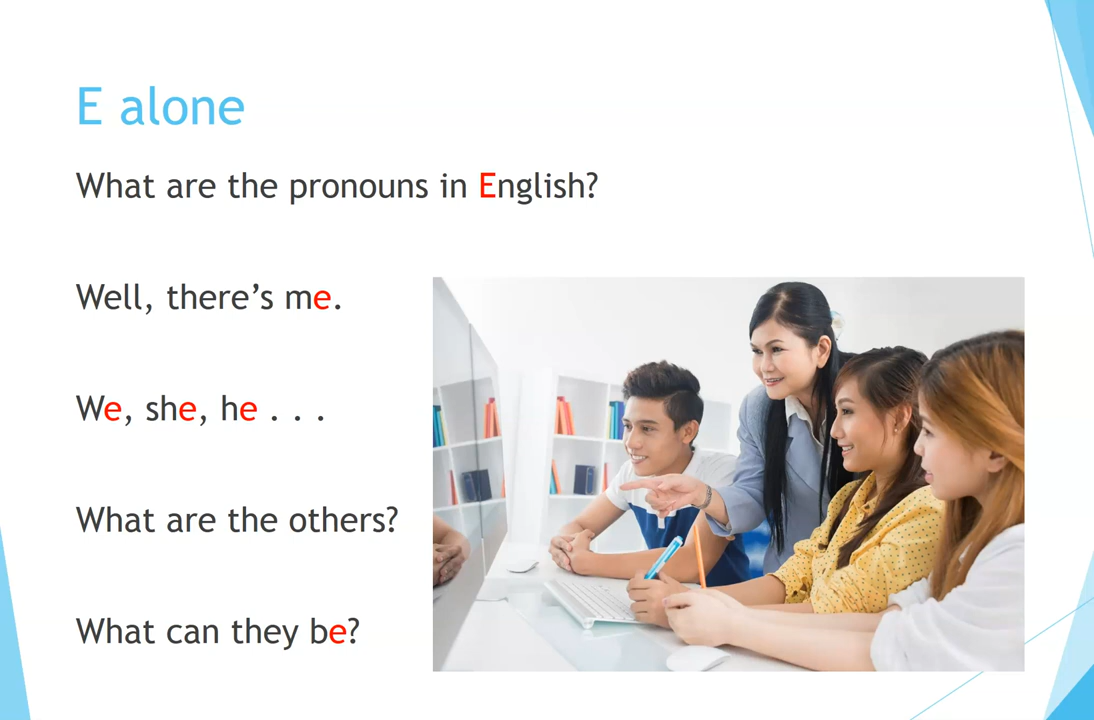 E alone
What are the pronouns in English?
Well, there’s me.
We, she, he . . .
What are the others?
What can they be?